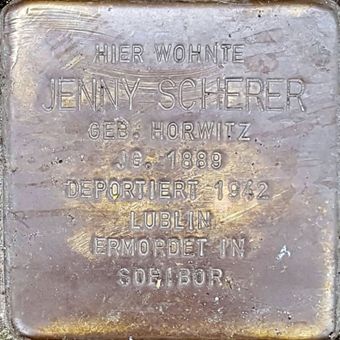 HIER WOHNTE
JENNY SCHERER
GEB. HORWITZ
JG. 1889
DEPORTIERT 1942
LUBLIN
ERMORDET IN
SOBIBOR